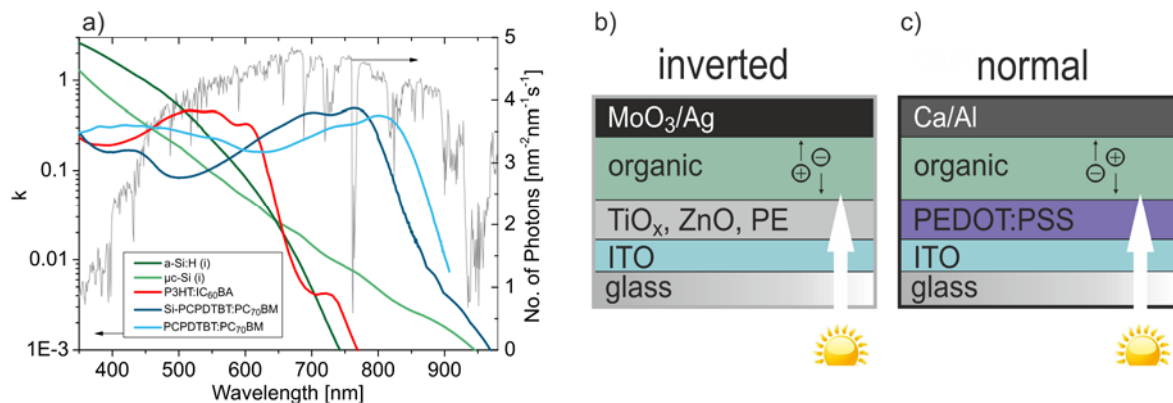 a)
k
1
0.1
0.01
1E-3
350 400 500 600 700 800 900
Wavelength [nm]
5
4
3
2
1
0
No. of Photons [nm⁻²nm⁻¹s⁻¹]
a-Si:H (i)
µc-Si (i)
P3HT:IC₆₀BA
Si-PCPDTBT:PC₇₀BM
PCPDTBT:PC₇₀BM
b)
inverted
MoO₃/Ag
organic
− 
+
TiOₓ, ZnO, PE
ITO
glass
c)
normal
Ca/Al
organic
+
−
PEDOT:PSS
ITO
glass